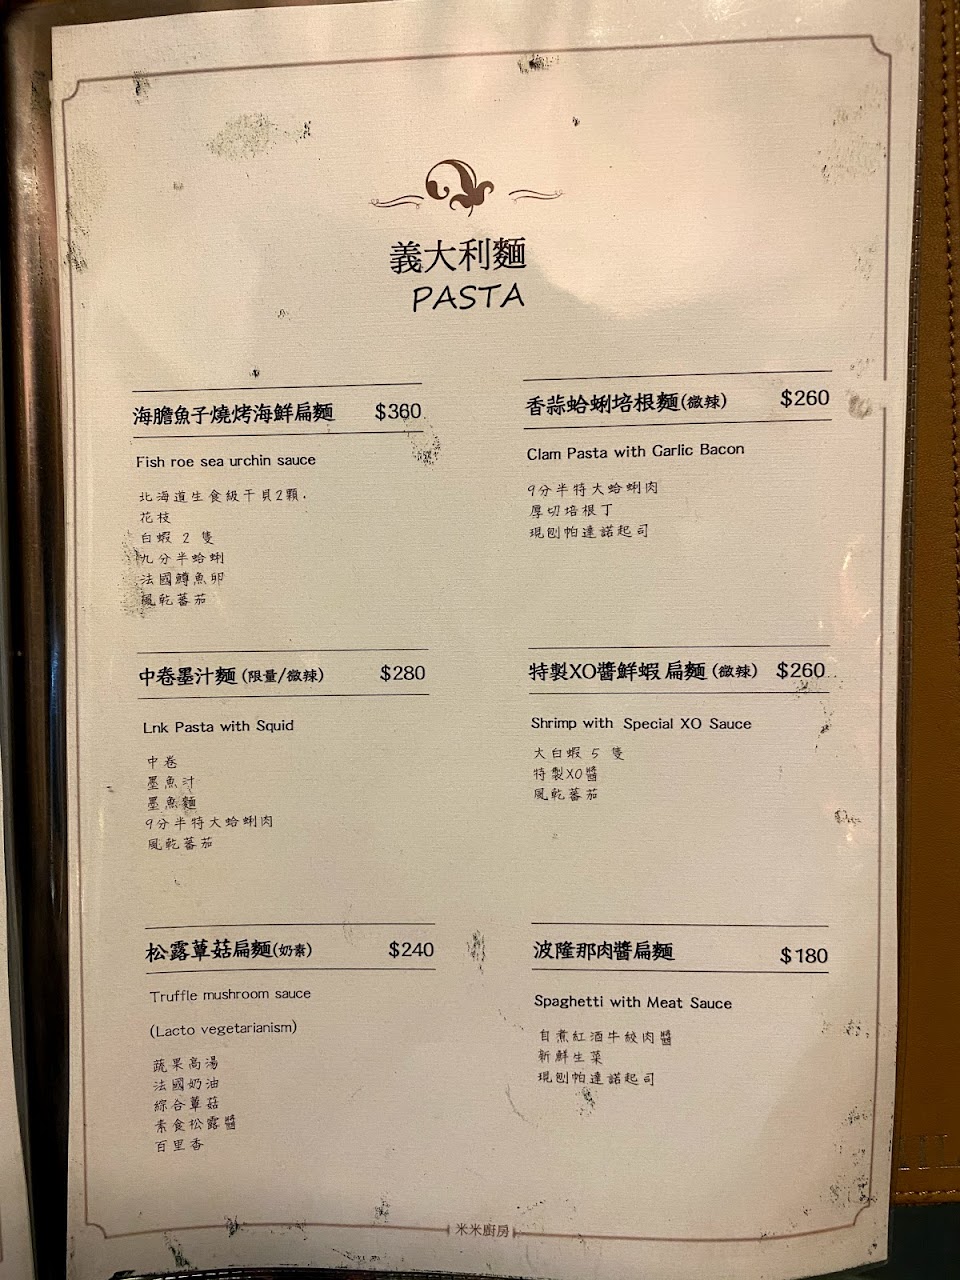 義大利麵
PASTA
海膽魚子燒烤海鮮扁麵 $360
Fish roe sea urchin sauce
北海道生食級干貝2顆.
花枝
白蝦 2 隻
九分半蛤蜊
法國鱒魚卵
風乾蕃茄
香蒜蛤蜊培根麵(微辣) $260
Clam Pasta with Garlic Bacon
9分半特大蛤蜊肉
厚切培根丁
現刨帕達諾起司
中卷墨汁麵 (限量/微辣) $280
Lnk Pasta with Squid
中卷
墨魚汁
墨魚麵
9分半特大蛤蜊肉
風乾蕃茄
特製XO醬鮮蝦 扁麵 (微辣) $260
Shrimp with Special XO Sauce
大白蝦 5 隻
特製XO醬
風乾蕃茄
松露蕈菇扁麵(奶素) $240
Truffle mushroom sauce
(Lacto vegetarianism)
蔬果高湯
法國奶油
綜合蕈菇
素食松露醬
百里香
波隆那肉醬扁麵 $180
Spaghetti with Meat Sauce
自煮紅酒牛絞肉醬
新鮮生菜
現刨帕達諾起司
米米廚房